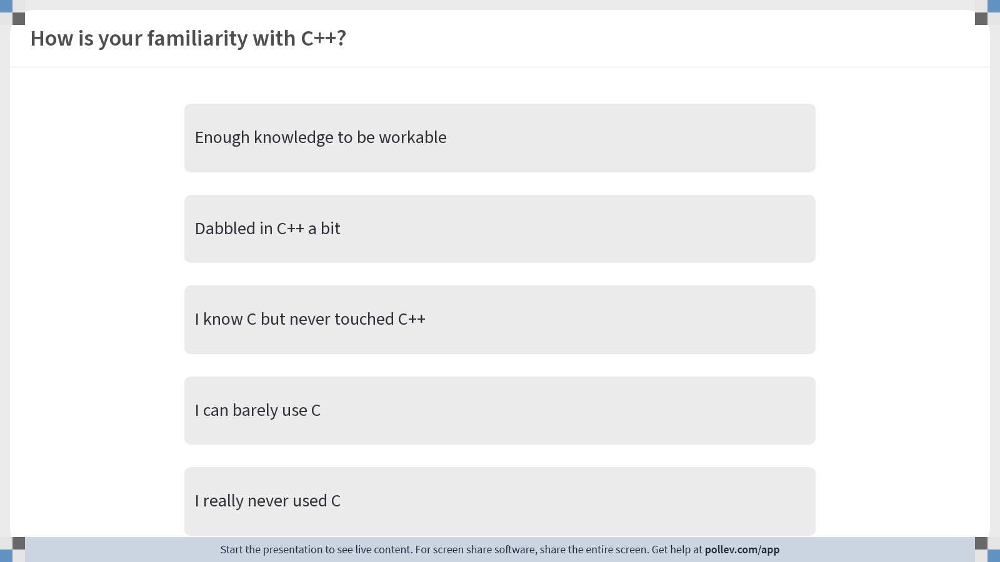 How is your familiarity with C++?
Enough knowledge to be workable
Dabbled in C++ a bit
I know C but never touched C++
I can barely use C
I really never used C
Start the presentation to see live content. For screen share software, share the entire screen. Get help at pollev.com/app